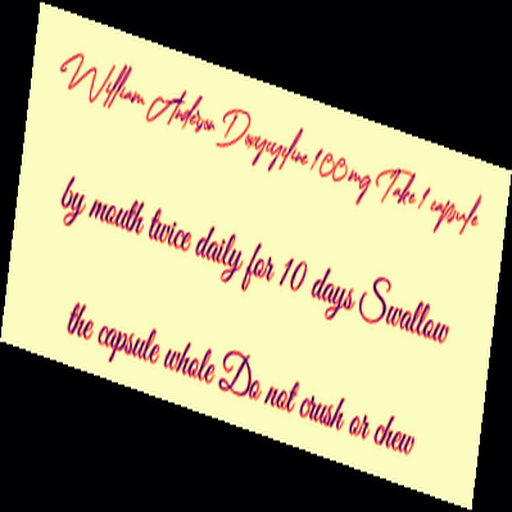 William Anderson Doxycycline 100 mg Take 1 capsule
by mouth twice daily for 10 days Swallow
the capsule whole Do not crush or chew